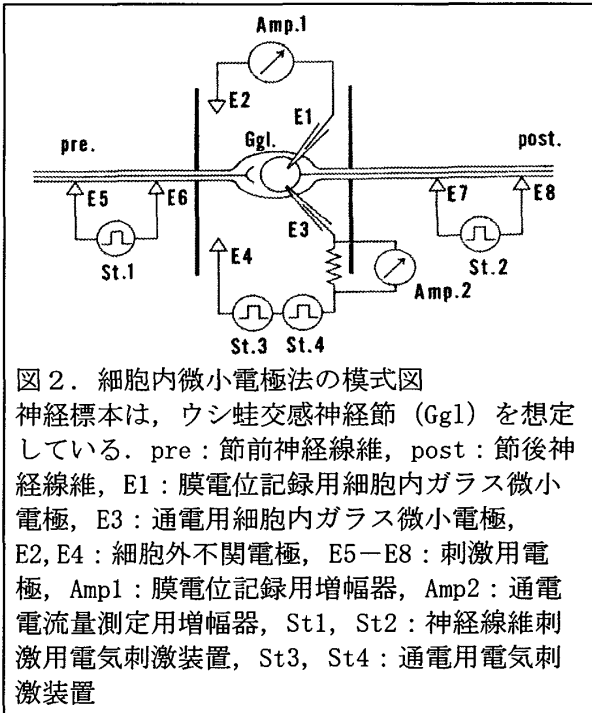 Amp.1
E2
E1
pre.
Ggl.
post.
E5
E6
E7
E8
E3
E4
St.1
St.2
Amp.2
St.3
St.4
図２．細胞内微小電極法の模式図
神経標本は，ウシ蛙交感神経節（Ggl）を想定
している．pre：節前神経線維，post：節後神
経線維，E1：膜電位記録用細胞内ガラス微小
電極，E3：通電用細胞内ガラス微小電極，
E2,E4：細胞外不関電極，E5－E8：刺激用電
極，Amp1：膜電位記録用増幅器，Amp2：通電
電流量測定用増幅器，St1，St2：神経線維刺
激用電気刺激装置，St3，St4：通電用電気刺
激装置